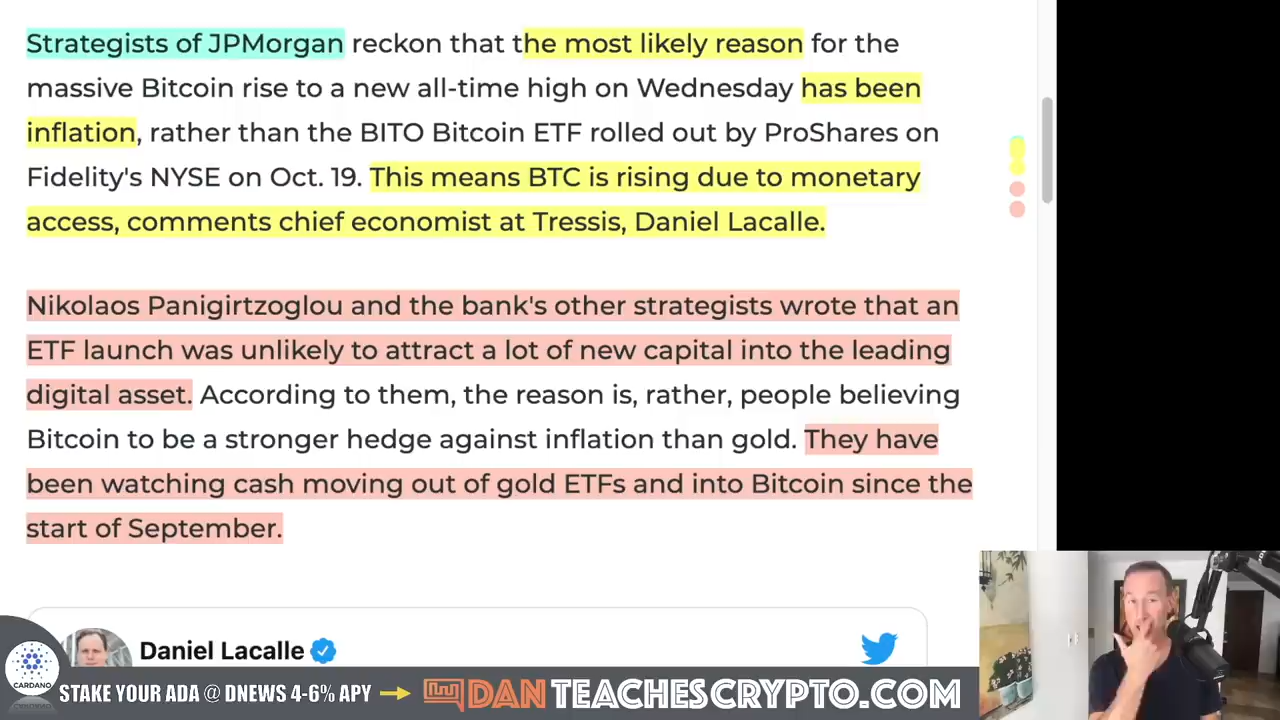 Strategists of JPMorgan reckon that the most likely reason for the
massive Bitcoin rise to a new all-time high on Wednesday has been
inflation, rather than the BITO Bitcoin ETF rolled out by ProShares on
Fidelity's NYSE on Oct. 19. This means BTC is rising due to monetary
access, comments chief economist at Tressis, Daniel Lacalle.
Nikolaos Panigirtzoglou and the bank's other strategists wrote that an
ETF launch was unlikely to attract a lot of new capital into the leading
digital asset. According to them, the reason is, rather, people believing
Bitcoin to be a stronger hedge against inflation than gold. They have
been watching cash moving out of gold ETFs and into Bitcoin since the
start of September.
Daniel Lacalle
CARDANO
STAKE YOUR ADA @ DNEWS 4-6% APY
DANTEACHESCRYPTO.COM